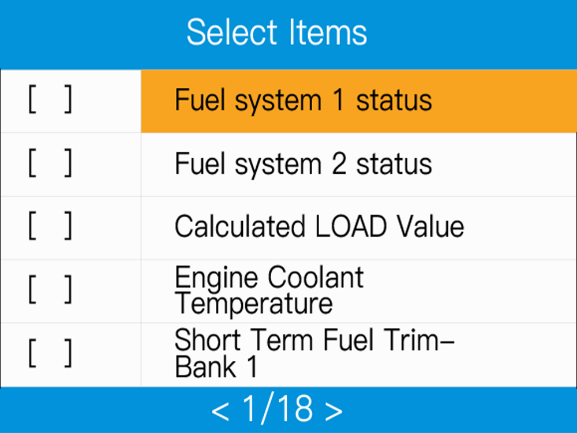 Select Items
[ ] Fuel system 1 status
[ ] Fuel system 2 status
[ ] Calculated LOAD Value
[ ] Engine Coolant
Temperature
[ ] Short Term Fuel Trim–
Bank 1
< 1/18 >